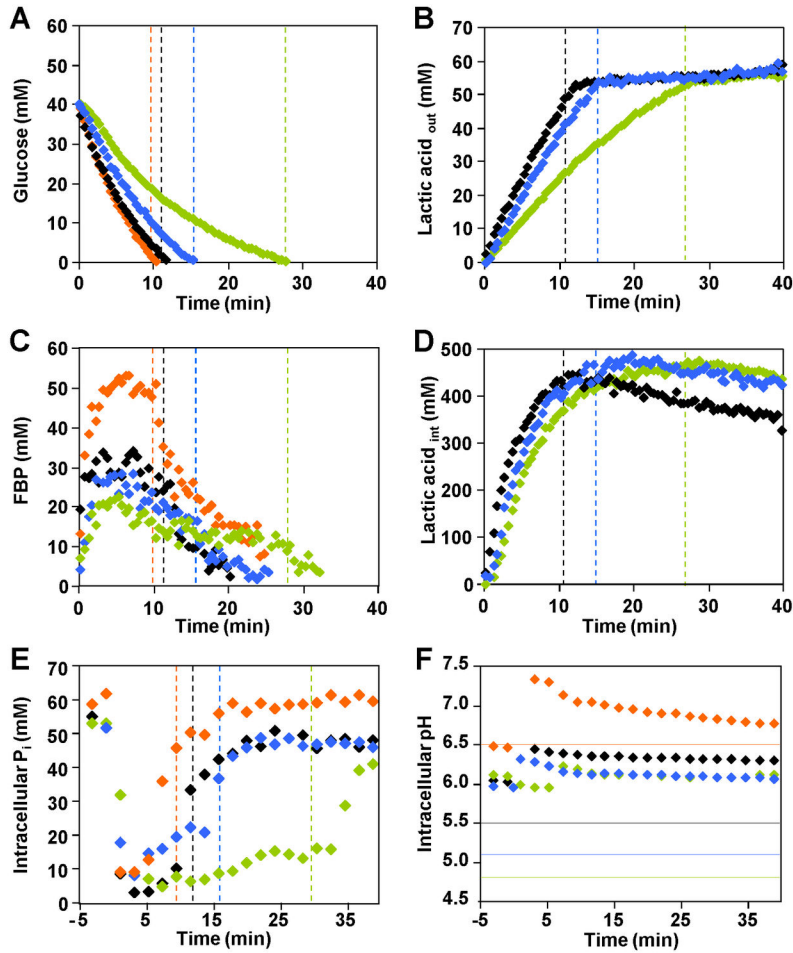 A
Glucose (mM)
60
50
40
30
20
10
0
0 10 20 30 40
Time (min)
B
Lactic acid out (mM)
70
60
50
40
30
20
10
0
0 10 20 30 40
Time (min)
C
FBP (mM)
60
50
40
30
20
10
0
0 10 20 30 40
Time (min)
D
Lactic acid int (mM)
500
400
300
200
100
0
0 10 20 30 40
Time (min)
E
Intracellular Pi (mM)
70
60
50
40
30
20
10
0
-5 5 15 25 35
Time (min)
F
Intracellular pH
7.5
7.0
6.5
6.0
5.5
5.0
4.5
-5 5 15 25 35
Time (min)